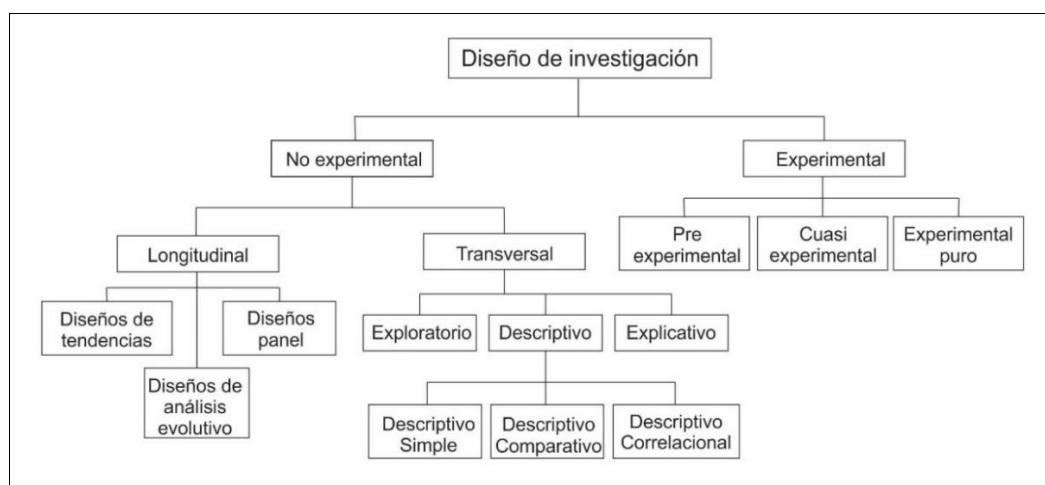 Diseño de investigación
No experimental
Experimental
Longitudinal
Transversal
Pre
experimental
Cuasi
experimental
Experimental
puro
Diseños de
tendencias
Diseños
panel
Diseños de
análisis
evolutivo
Exploratorio
Descriptivo
Explicativo
Descriptivo
Simple
Descriptivo
Comparativo
Descriptivo
Correlacional